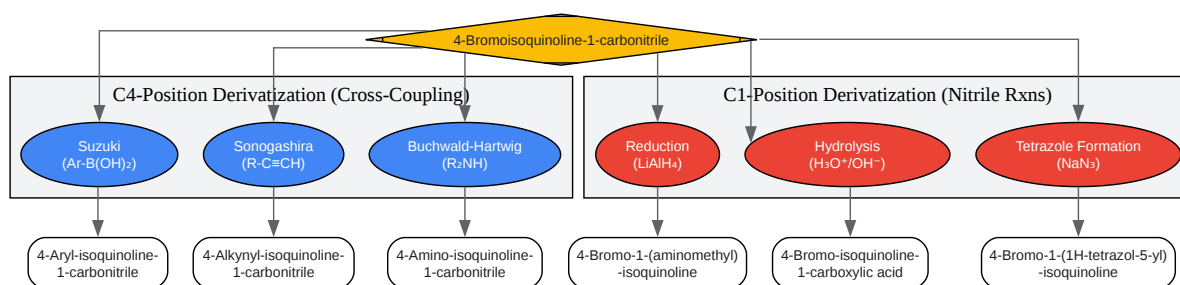 4-Bromoisoquinoline-1-carbonitrile
C4-Position Derivatization (Cross-Coupling)
C1-Position Derivatization (Nitrile Rxns)
Suzuki
(Ar-B(OH)₂)
Sonogashira
(R-C≡CH)
Buchwald-Hartwig
(R₂NH)
Reduction
(LiAlH₄)
Hydrolysis
(H₃O⁺/OH⁻)
Tetrazole Formation
(NaN₃)
4-Aryl-isoquinoline-
1-carbonitrile
4-Alkynyl-isoquinoline-
1-carbonitrile
4-Amino-isoquinoline-
1-carbonitrile
4-Bromo-1-(aminomethyl)
-isoquinoline
4-Bromo-isoquinoline-
1-carboxylic acid
4-Bromo-1-(1H-tetrazol-5-yl)
-isoquinoline